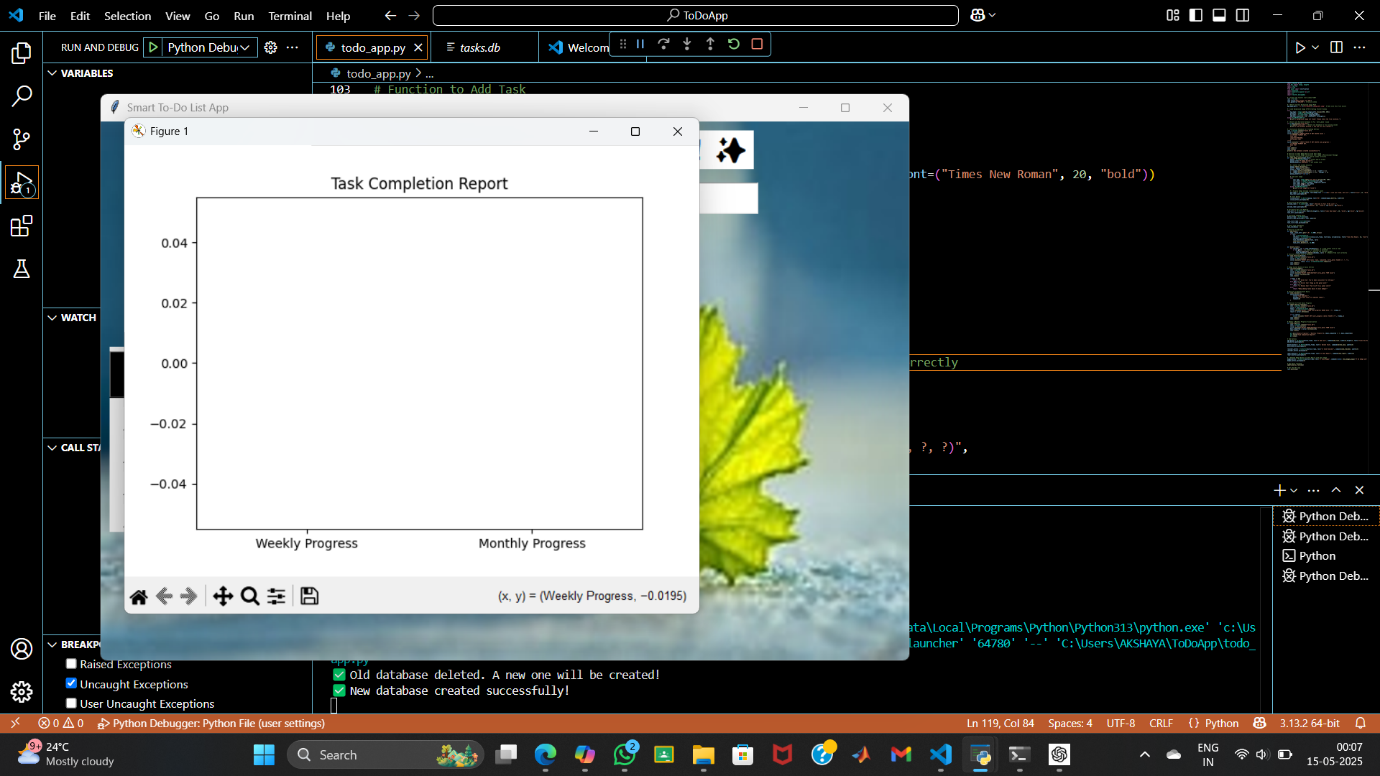 File Edit Selection View Go Run Terminal Help
ToDoApp
RUN AND DEBUG
Python Debu
todo_app.py
tasks.db
Welcom
VARIABLES
todo_app.py > ...
103 # Function to Add Task
Smart To-Do List App
Figure 1
Task Completion Report
0.04
0.02
0.00
−0.02
−0.04
Weekly Progress
Monthly Progress
(x, y) = (Weekly Progress, −0.0195)
ont=("Times New Roman", 20, "bold"))
rrectly
, ?, ?)",
WATCH
CALL STA
BREAKP
Raised Exceptions
Uncaught Exceptions
User Uncaught Exceptions
1
Python Deb...
Python Deb...
Python
Python Deb...
ata\Local\Programs\Python\Python313\python.exe' 'c:\Us
launcher' '64780' '--' 'C:\Users\AKSHAYA\ToDoApp\todo_
app.py'
Old database deleted. A new one will be created!
New database created successfully!
0 0
Python Debugger: Python File (user settings)
Ln 119, Col 84
Spaces: 4
UTF-8
CRLF
{ } Python
3.13.2 64-bit
9+
24°C
Mostly cloudy
Search
2
ENG
IN
00:07
15-05-2025